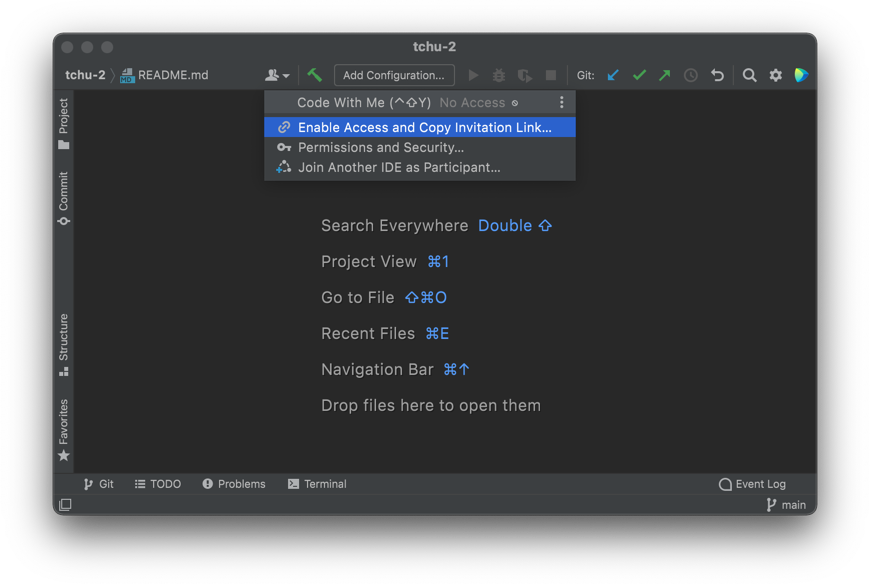 tchu-2
tchu-2 README.md Add Configuration... Git:
Code With Me (⌃⇧Y) No Access
Enable Access and Copy Invitation Link...
Permissions and Security...
Join Another IDE as Participant...
Project
Commit
Structure
Favorites
Search Everywhere Double ⇧
Project View ⌘1
Go to File ⇧⌘O
Recent Files ⌘E
Navigation Bar ⌘↑
Drop files here to open them
Git TODO Problems Terminal Event Log
main